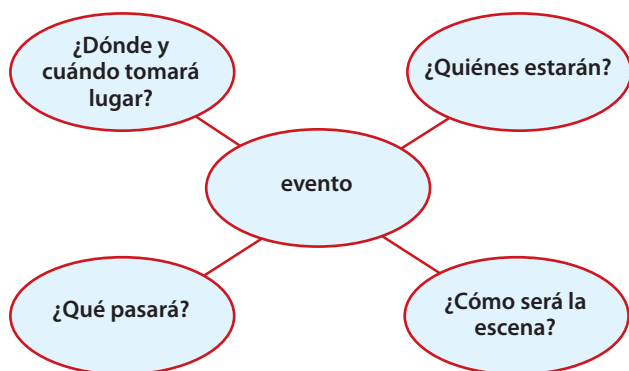 ¿Dónde y
cuándo tomará
lugar?
¿Quiénes estarán?
evento
¿Qué pasará?
¿Cómo será la
escena?